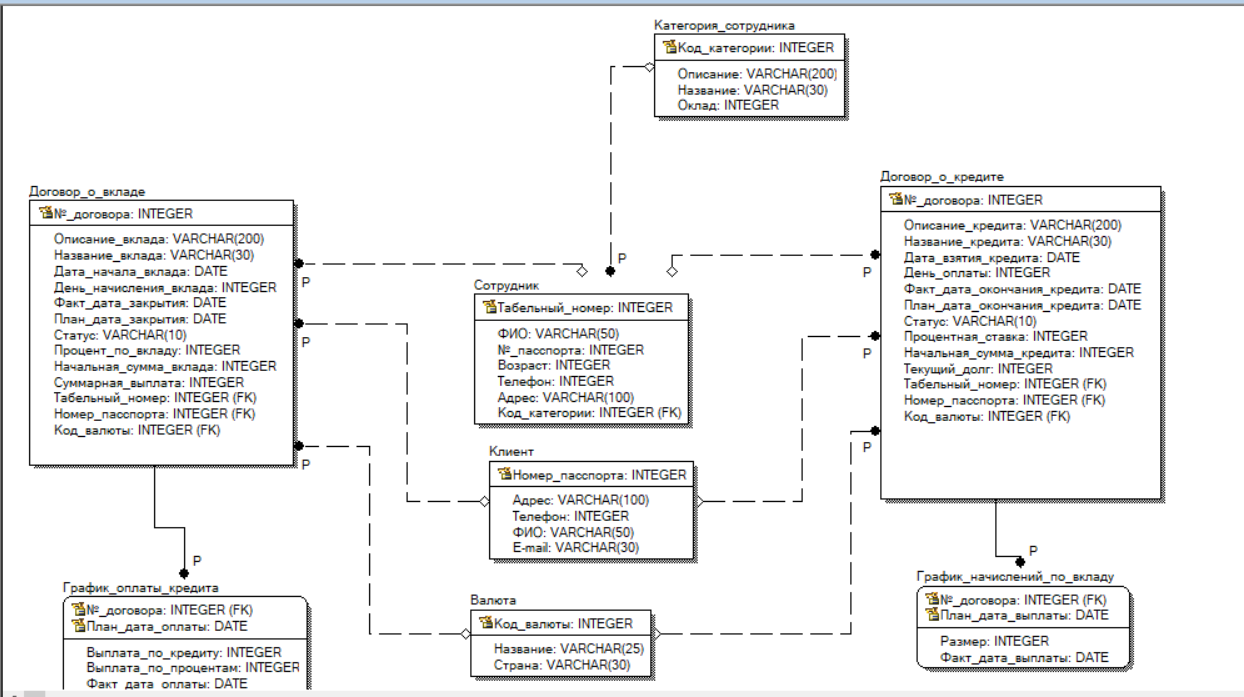 Категория_сотрудника
Код_категории: INTEGER
Описание: VARCHAR(200)
Название: VARCHAR(30)
Оклад: INTEGER
P
Договор_о_вкладе
№_договора: INTEGER
Описание_вклада: VARCHAR(200)
Название_вклада: VARCHAR(30)
Дата_начала_вклада: DATE
День_начисления_вклада: INTEGER
Факт_дата_закрытия: DATE
План_дата_закрытия: DATE
Статус: VARCHAR(10)
Процент_по_вкладу: INTEGER
Начальная_сумма_вклада: INTEGER
Суммарная_выплата: INTEGER
Табельный_номер: INTEGER (FK)
Номер_пасспорта: INTEGER (FK)
Код_валюты: INTEGER (FK)
P
P
P
Сотрудник
Табельный_номер: INTEGER
ФИО: VARCHAR(50)
№_пасспорта: INTEGER
Возраст: INTEGER
Телефон: INTEGER
Адрес: VARCHAR(100)
Код_категории: INTEGER (FK)
Договор_о_кредите
№_договора: INTEGER
Описание_кредита: VARCHAR(200)
Название_кредита: VARCHAR(30)
Дата_взятия_кредита: DATE
День_оплаты: INTEGER
Факт_дата_окончания_кредита: DATE
План_дата_окончания_кредита: DATE
Статус: VARCHAR(10)
Процентная_ставка: INTEGER
Начальная_сумма_кредита: INTEGER
Текущий_долг: INTEGER
Табельный_номер: INTEGER (FK)
Номер_пасспорта: INTEGER (FK)
Код_валюты: INTEGER (FK)
P
P
P
Клиент
Номер_пасспорта: INTEGER
Адрес: VARCHAR(100)
Телефон: INTEGER
ФИО: VARCHAR(50)
E-mail: VARCHAR(30)
P
График_оплаты_кредита
№_договора: INTEGER (FK)
План_дата_оплаты: DATE
Выплата_по_кредиту: INTEGER
Выплата_по_процентам: INTEGER
Факт_дата_оплаты: DATE
Валюта
Код_валюты: INTEGER
Название: VARCHAR(25)
Страна: VARCHAR(30)
P
График_начислений_по_вкладу
№_договора: INTEGER (FK)
План_дата_выплаты: DATE
Размер: INTEGER
Факт_дата_выплаты: DATE